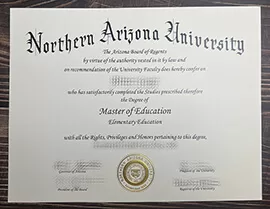 Northern Arizona University
The Arizona Board of Regents
by virtue of the authority vested in it by law and
on recommendation of the University Faculty does hereby confer on
who has satisfactorily completed the Studies prescribed therefore
the Degree of
Master of Education
Elementary Education
with all the Rights, Privileges and Honors pertaining to this degree,